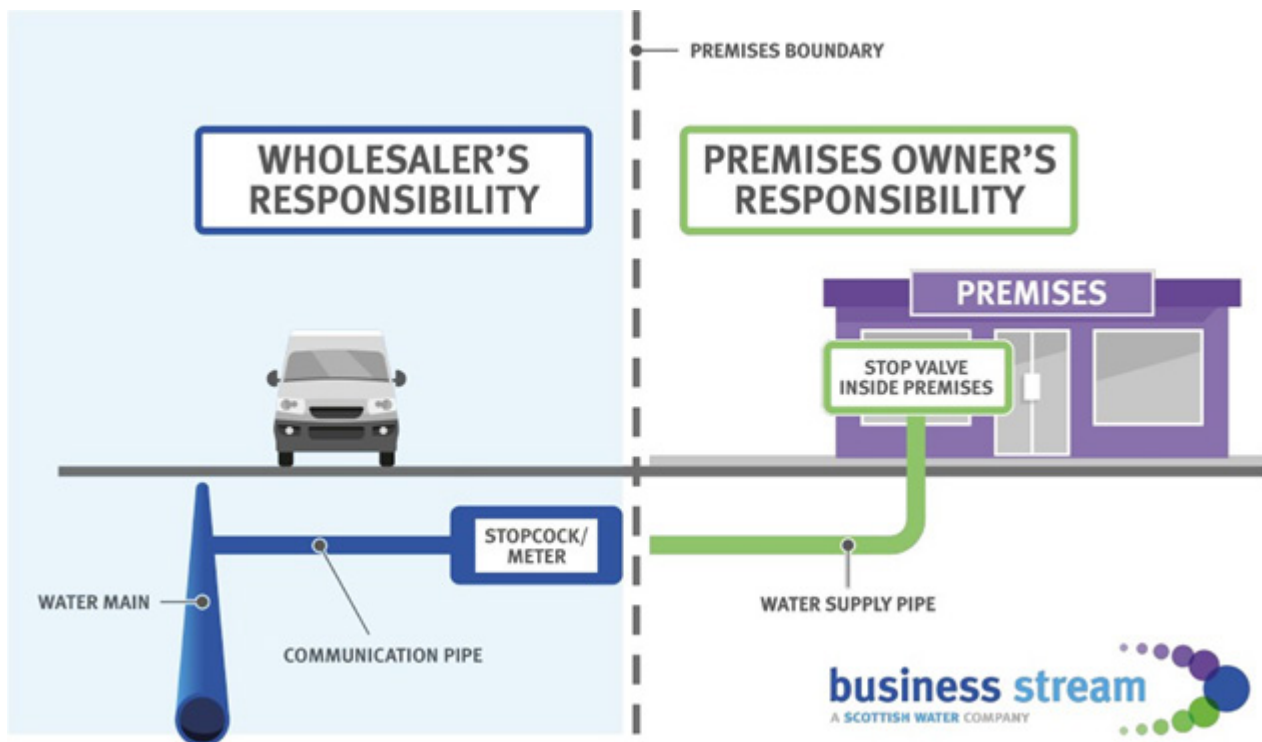 PREMISES BOUNDARY
WHOLESALER'S
RESPONSIBILITY
PREMISES OWNER'S
RESPONSIBILITY
PREMISES
STOP VALVE
INSIDE PREMISES
STOPCOCK/
METER
WATER MAIN
COMMUNICATION PIPE
WATER SUPPLY PIPE
business stream
A SCOTTISH WATER COMPANY